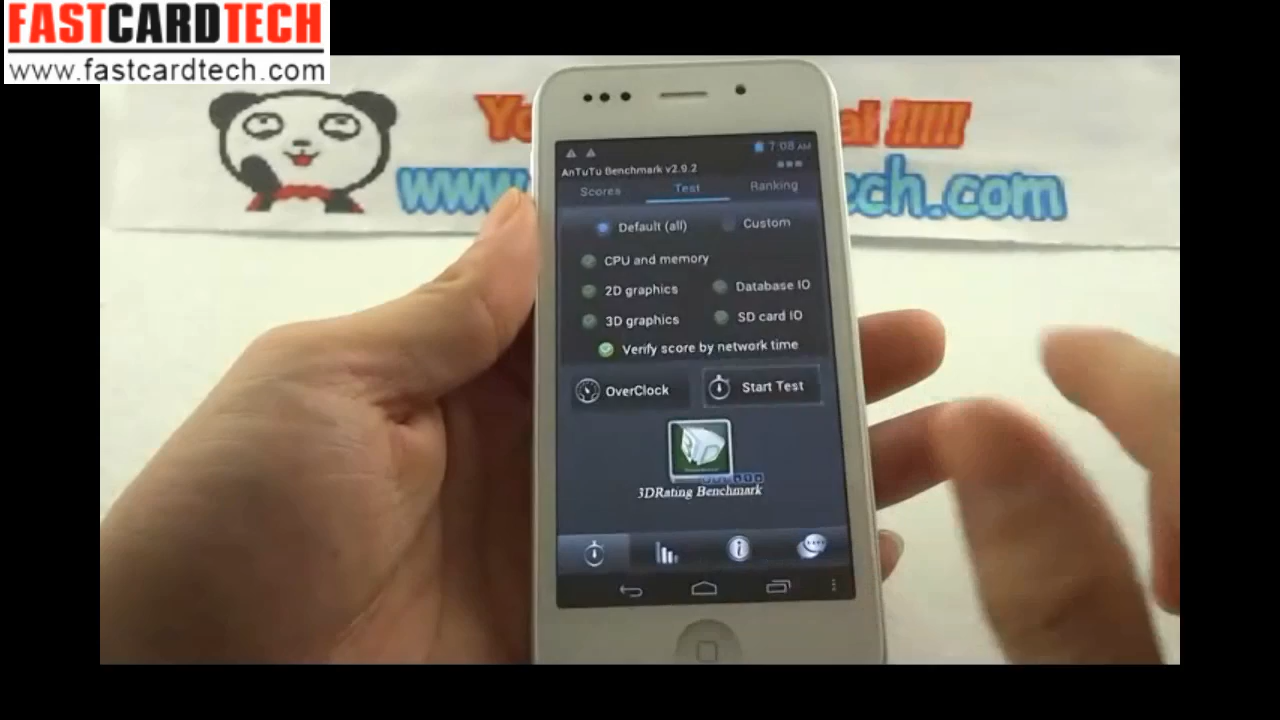 FASTCARDTECH
www.fastcardtech.com
7:08 AM
AnTuTu Benchmark v2.9.2
Scores Test Ranking
Default (all) Custom
CPU and memory
2D graphics Database IO
3D graphics SD card IO
Verify score by network time
OverClock Start Test
3DRating Benchmark
www
ech.com